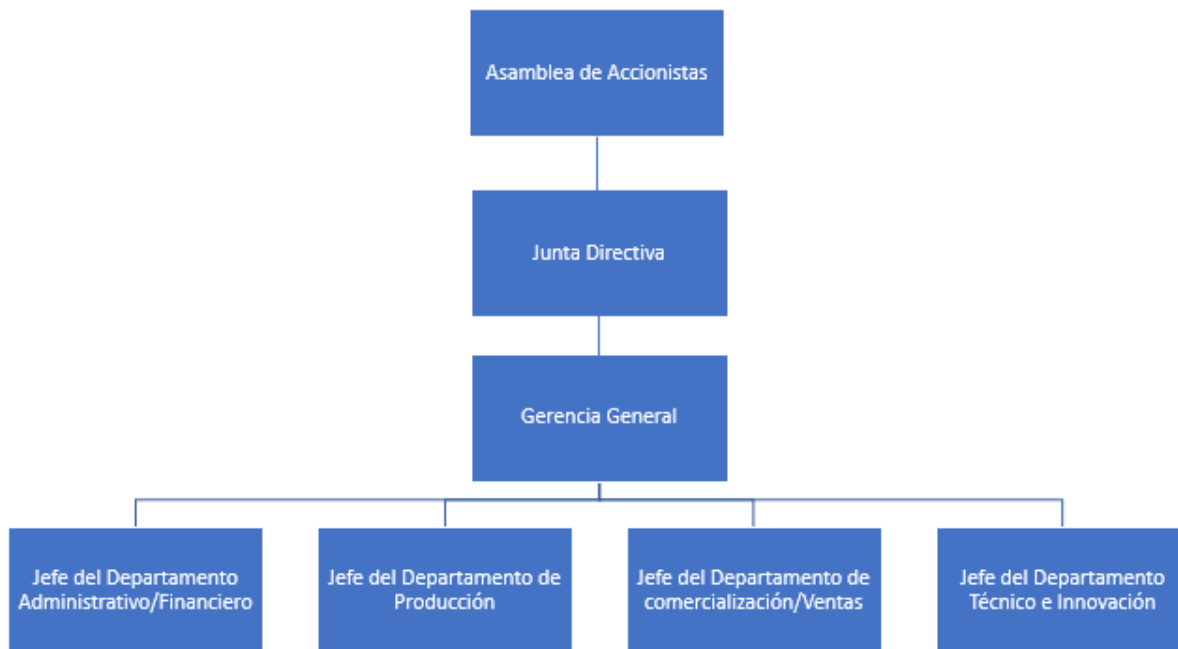 Asamblea de Accionistas
Junta Directiva
Gerencia General
Jefe del Departamento
Administrativo/Financiero
Jefe del Departamento de
Producción
Jefe del Departamento de
comercialización/Ventas
Jefe del Departamento
Técnico e Innovación